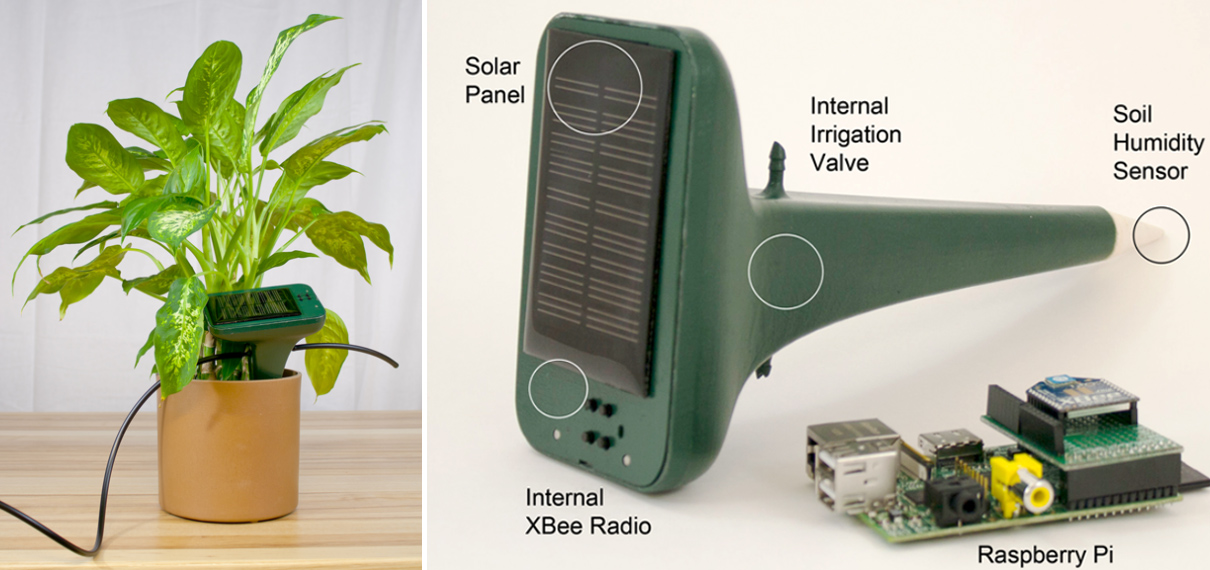 Solar
Panel
Internal
Irrigation
Valve
Soil
Humidity
Sensor
Internal
XBee Radio
Raspberry Pi